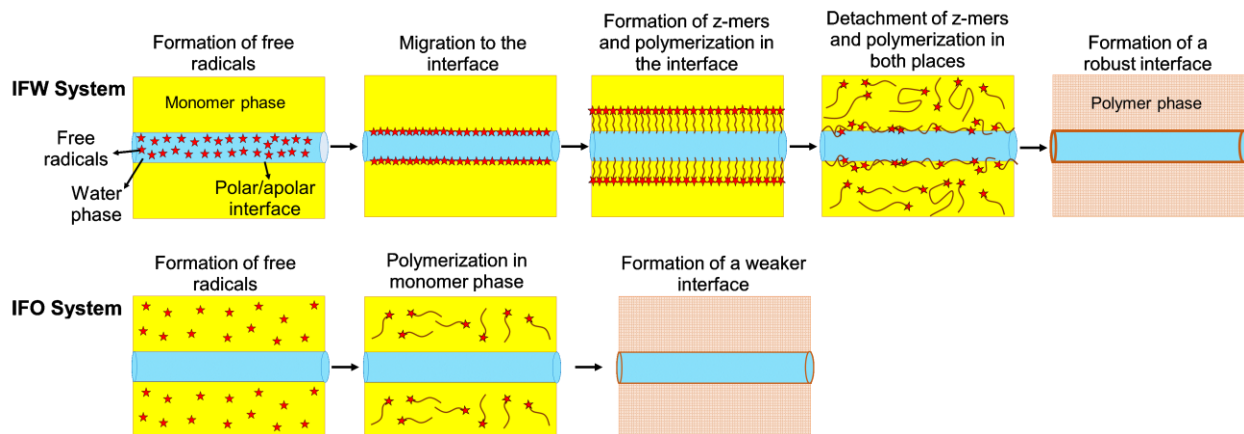 Formation of free
radicals
Migration to the
interface
Formation of z-mers
and polymerization in
the interface
Detachment of z-mers
and polymerization in
both places
Formation of a
robust interface
IFW System
Monomer phase
Polymer phase
Free
radicals
Water
phase
Polar/apolar
interface
Formation of free
radicals
Polymerization in
monomer phase
Formation of a weaker
interface
IFO System